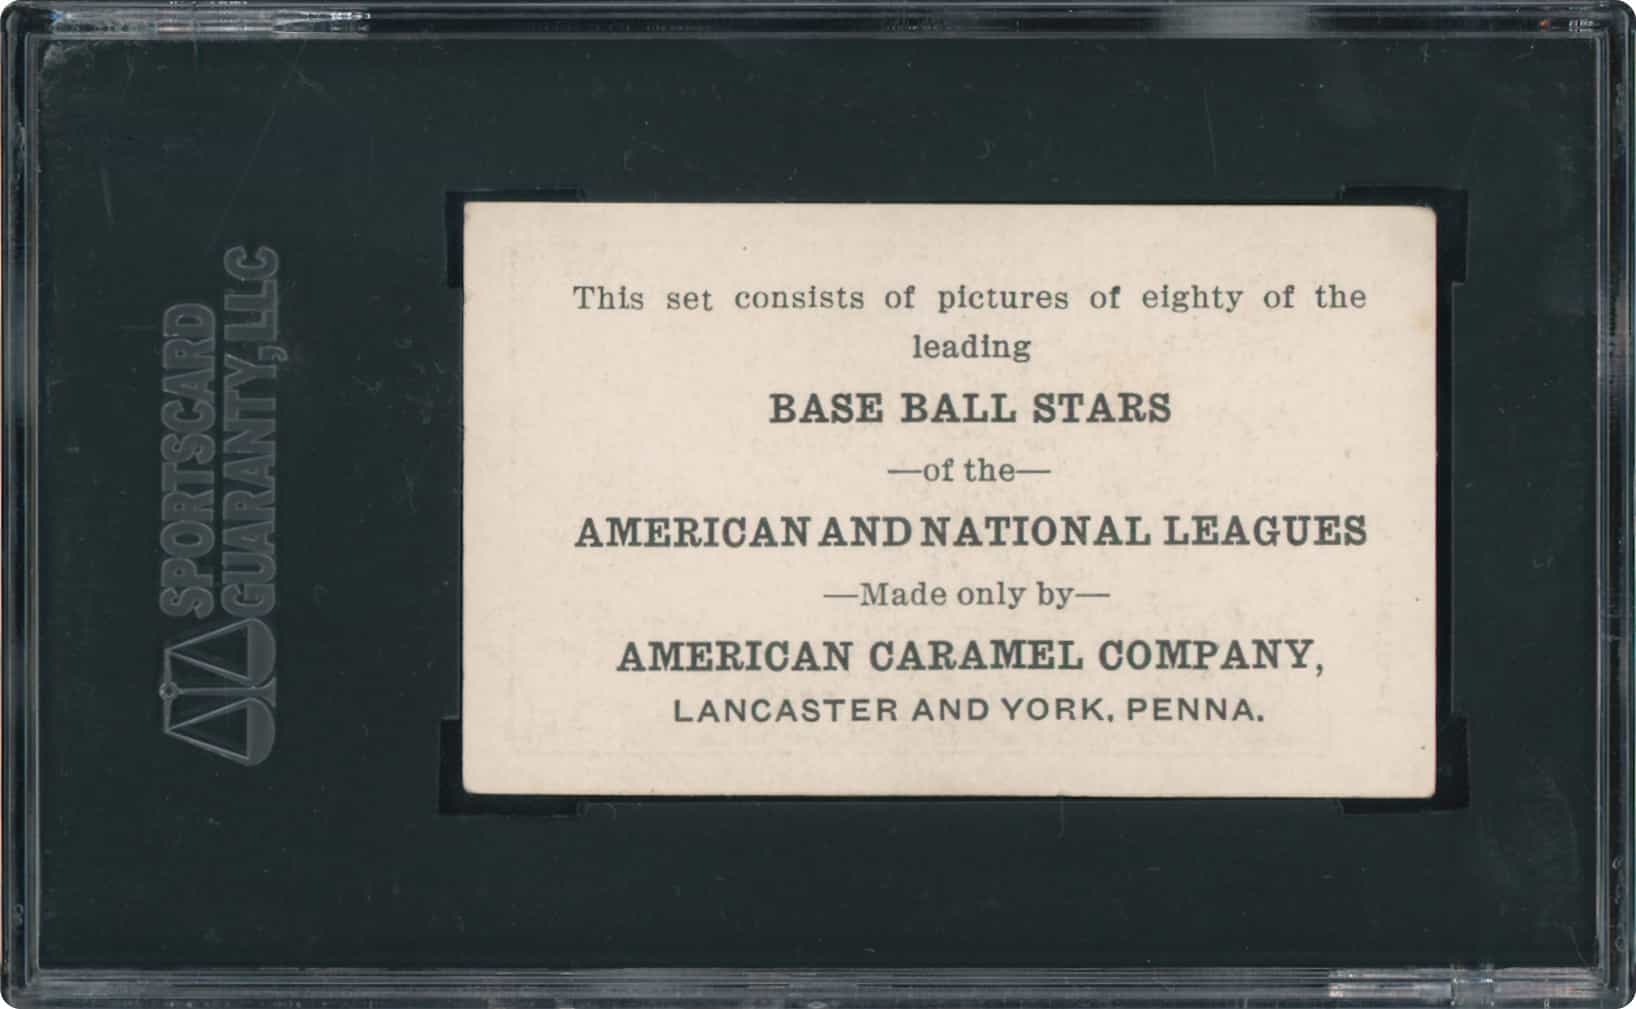 SPORTSCARD
GUARANTY, LLC
This set consists of pictures of eighty of the
leading
BASE BALL STARS
—of the—
AMERICAN AND NATIONAL LEAGUES
—Made only by—
AMERICAN CARAMEL COMPANY,
LANCASTER AND YORK, PENNA.